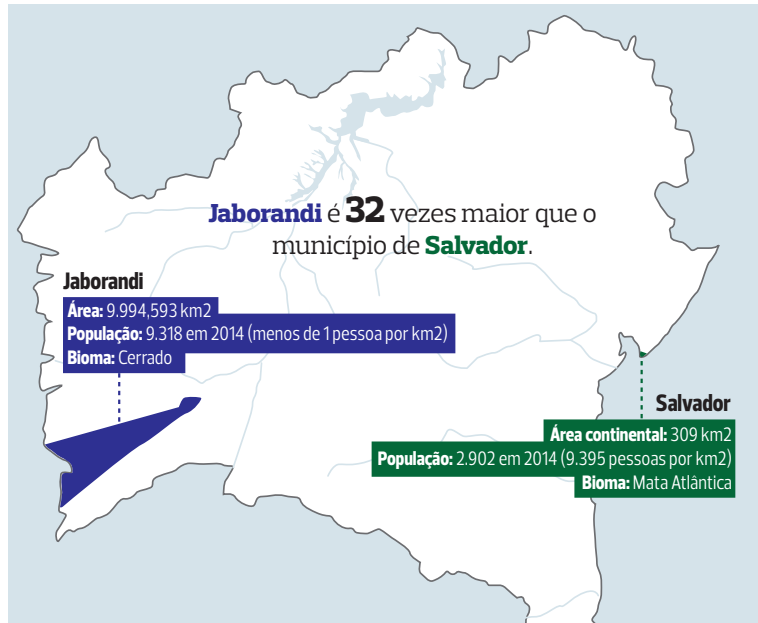 Jaborandi é 32 vezes maior que o
município de Salvador.
Jaborandi
Área: 9.994,593 km2
População: 9.318 em 2014 (menos de 1 pessoa por km2)
Bioma: Cerrado
Salvador
Área continental: 309 km2
População: 2.902 em 2014 (9.395 pessoas por km2)
Bioma: Mata Atlântica